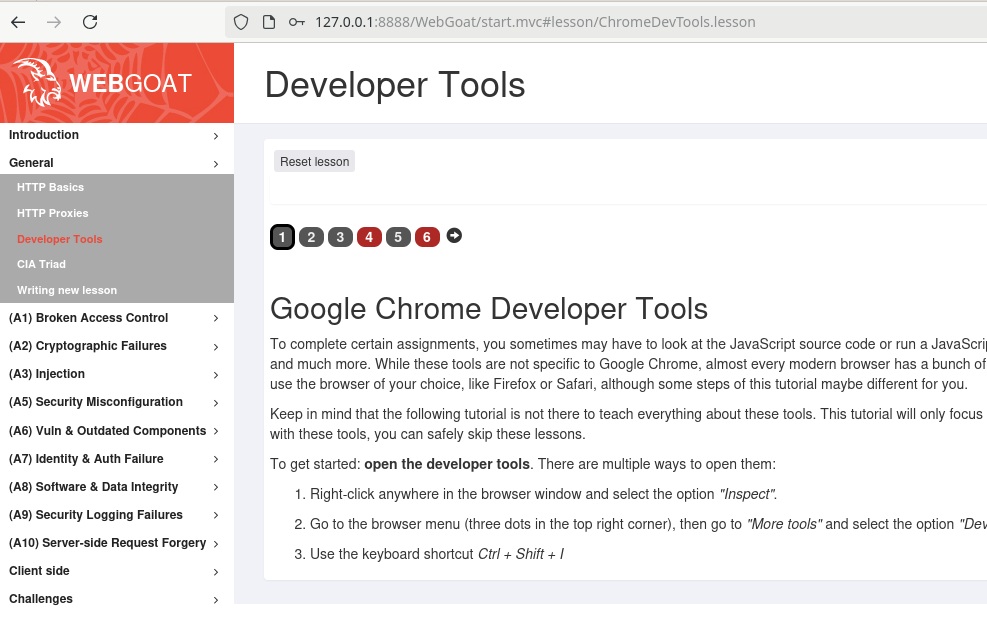 127.0.0.1:8888/WebGoat/start.mvc#lesson/ChromeDevTools.lesson
WEBGOAT
Developer Tools
Introduction
General
HTTP Basics
HTTP Proxies
Developer Tools
CIA Triad
Writing new lesson
(A1) Broken Access Control
(A2) Cryptographic Failures
(A3) Injection
(A5) Security Misconfiguration
(A6) Vuln & Outdated Components
(A7) Identity & Auth Failure
(A8) Software & Data Integrity
(A9) Security Logging Failures
(A10) Server-side Request Forgery
Client side
Challenges
Reset lesson
1 2 3 4 5 6
Google Chrome Developer Tools
To complete certain assignments, you sometimes may have to look at the JavaScript source code or run a JavaScrip
and much more. While these tools are not specific to Google Chrome, almost every modern browser has a bunch of
use the browser of your choice, like Firefox or Safari, although some steps of this tutorial maybe different for you.
Keep in mind that the following tutorial is not there to teach everything about these tools. This tutorial will only focus
with these tools, you can safely skip these lessons.
To get started: open the developer tools. There are multiple ways to open them:
1. Right-click anywhere in the browser window and select the option "Inspect".
2. Go to the browser menu (three dots in the top right corner), then go to "More tools" and select the option "Dev
3. Use the keyboard shortcut Ctrl + Shift + I